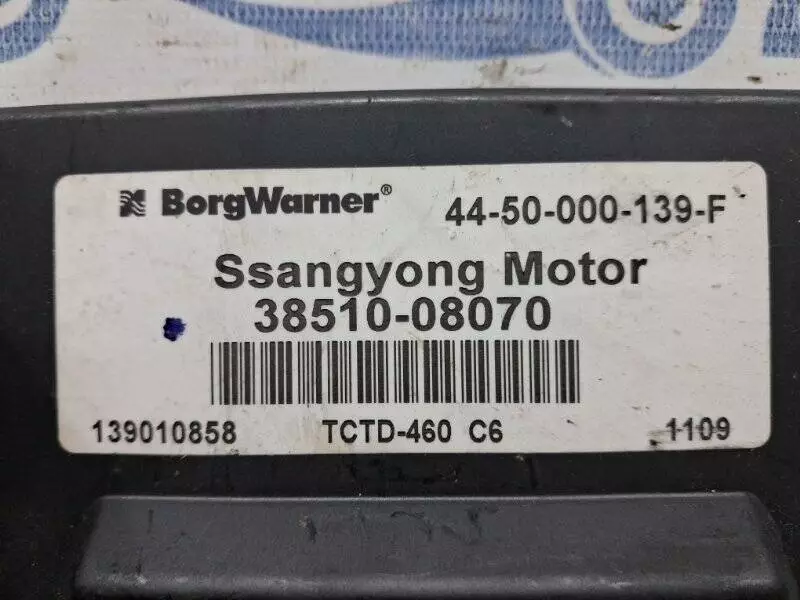 BorgWarner® 44-50-000-139-F
Ssangyong Motor
38510-08070
139010858 TCTD-460 C6 1109